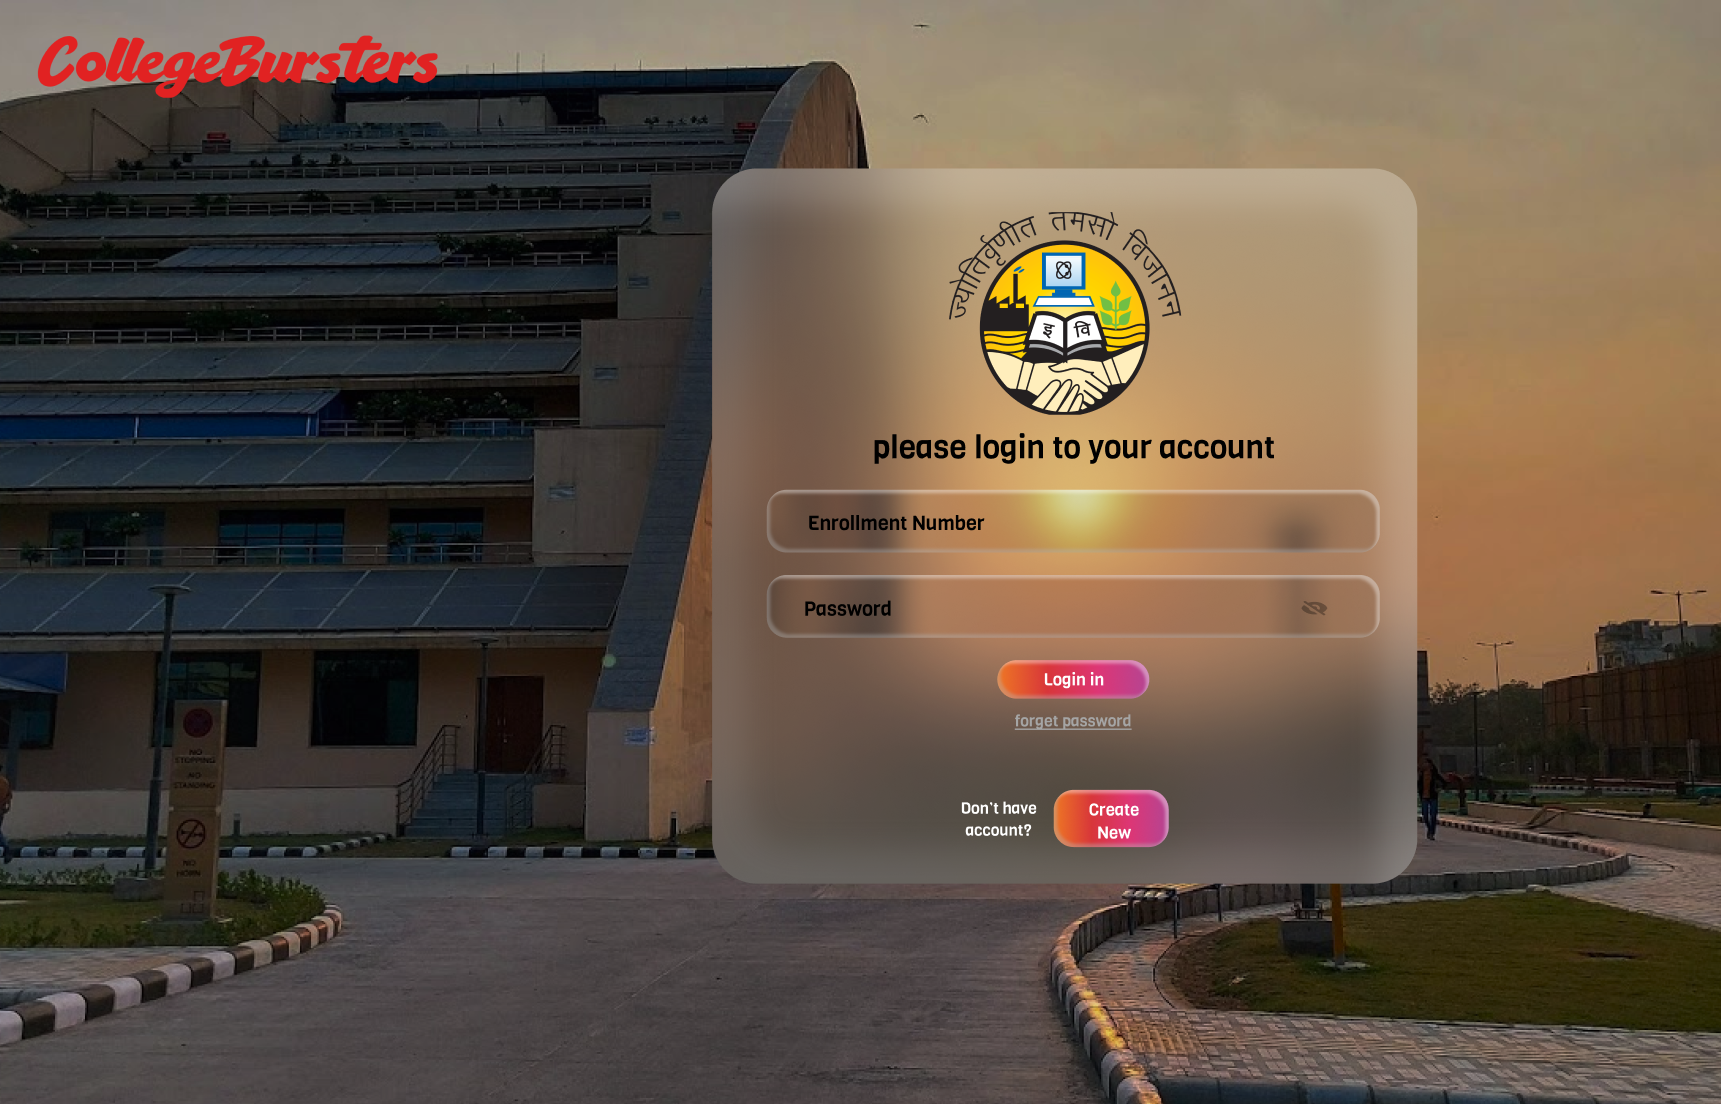 CollegeBursters
ज्योतिर्वृणीत तमसो विजानन
इ वि
please login to your account
Enrollment Number
Password
Login in
forget password
Don't have
account?
Create
New
NO
STOPPING
NO
STANDING
NO
HORN